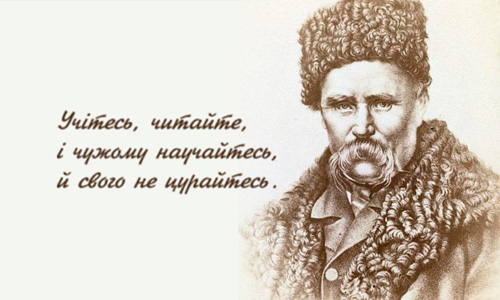 Учітесь, читайте,
і чужому научайтесь,
й свого не цурайтесь.